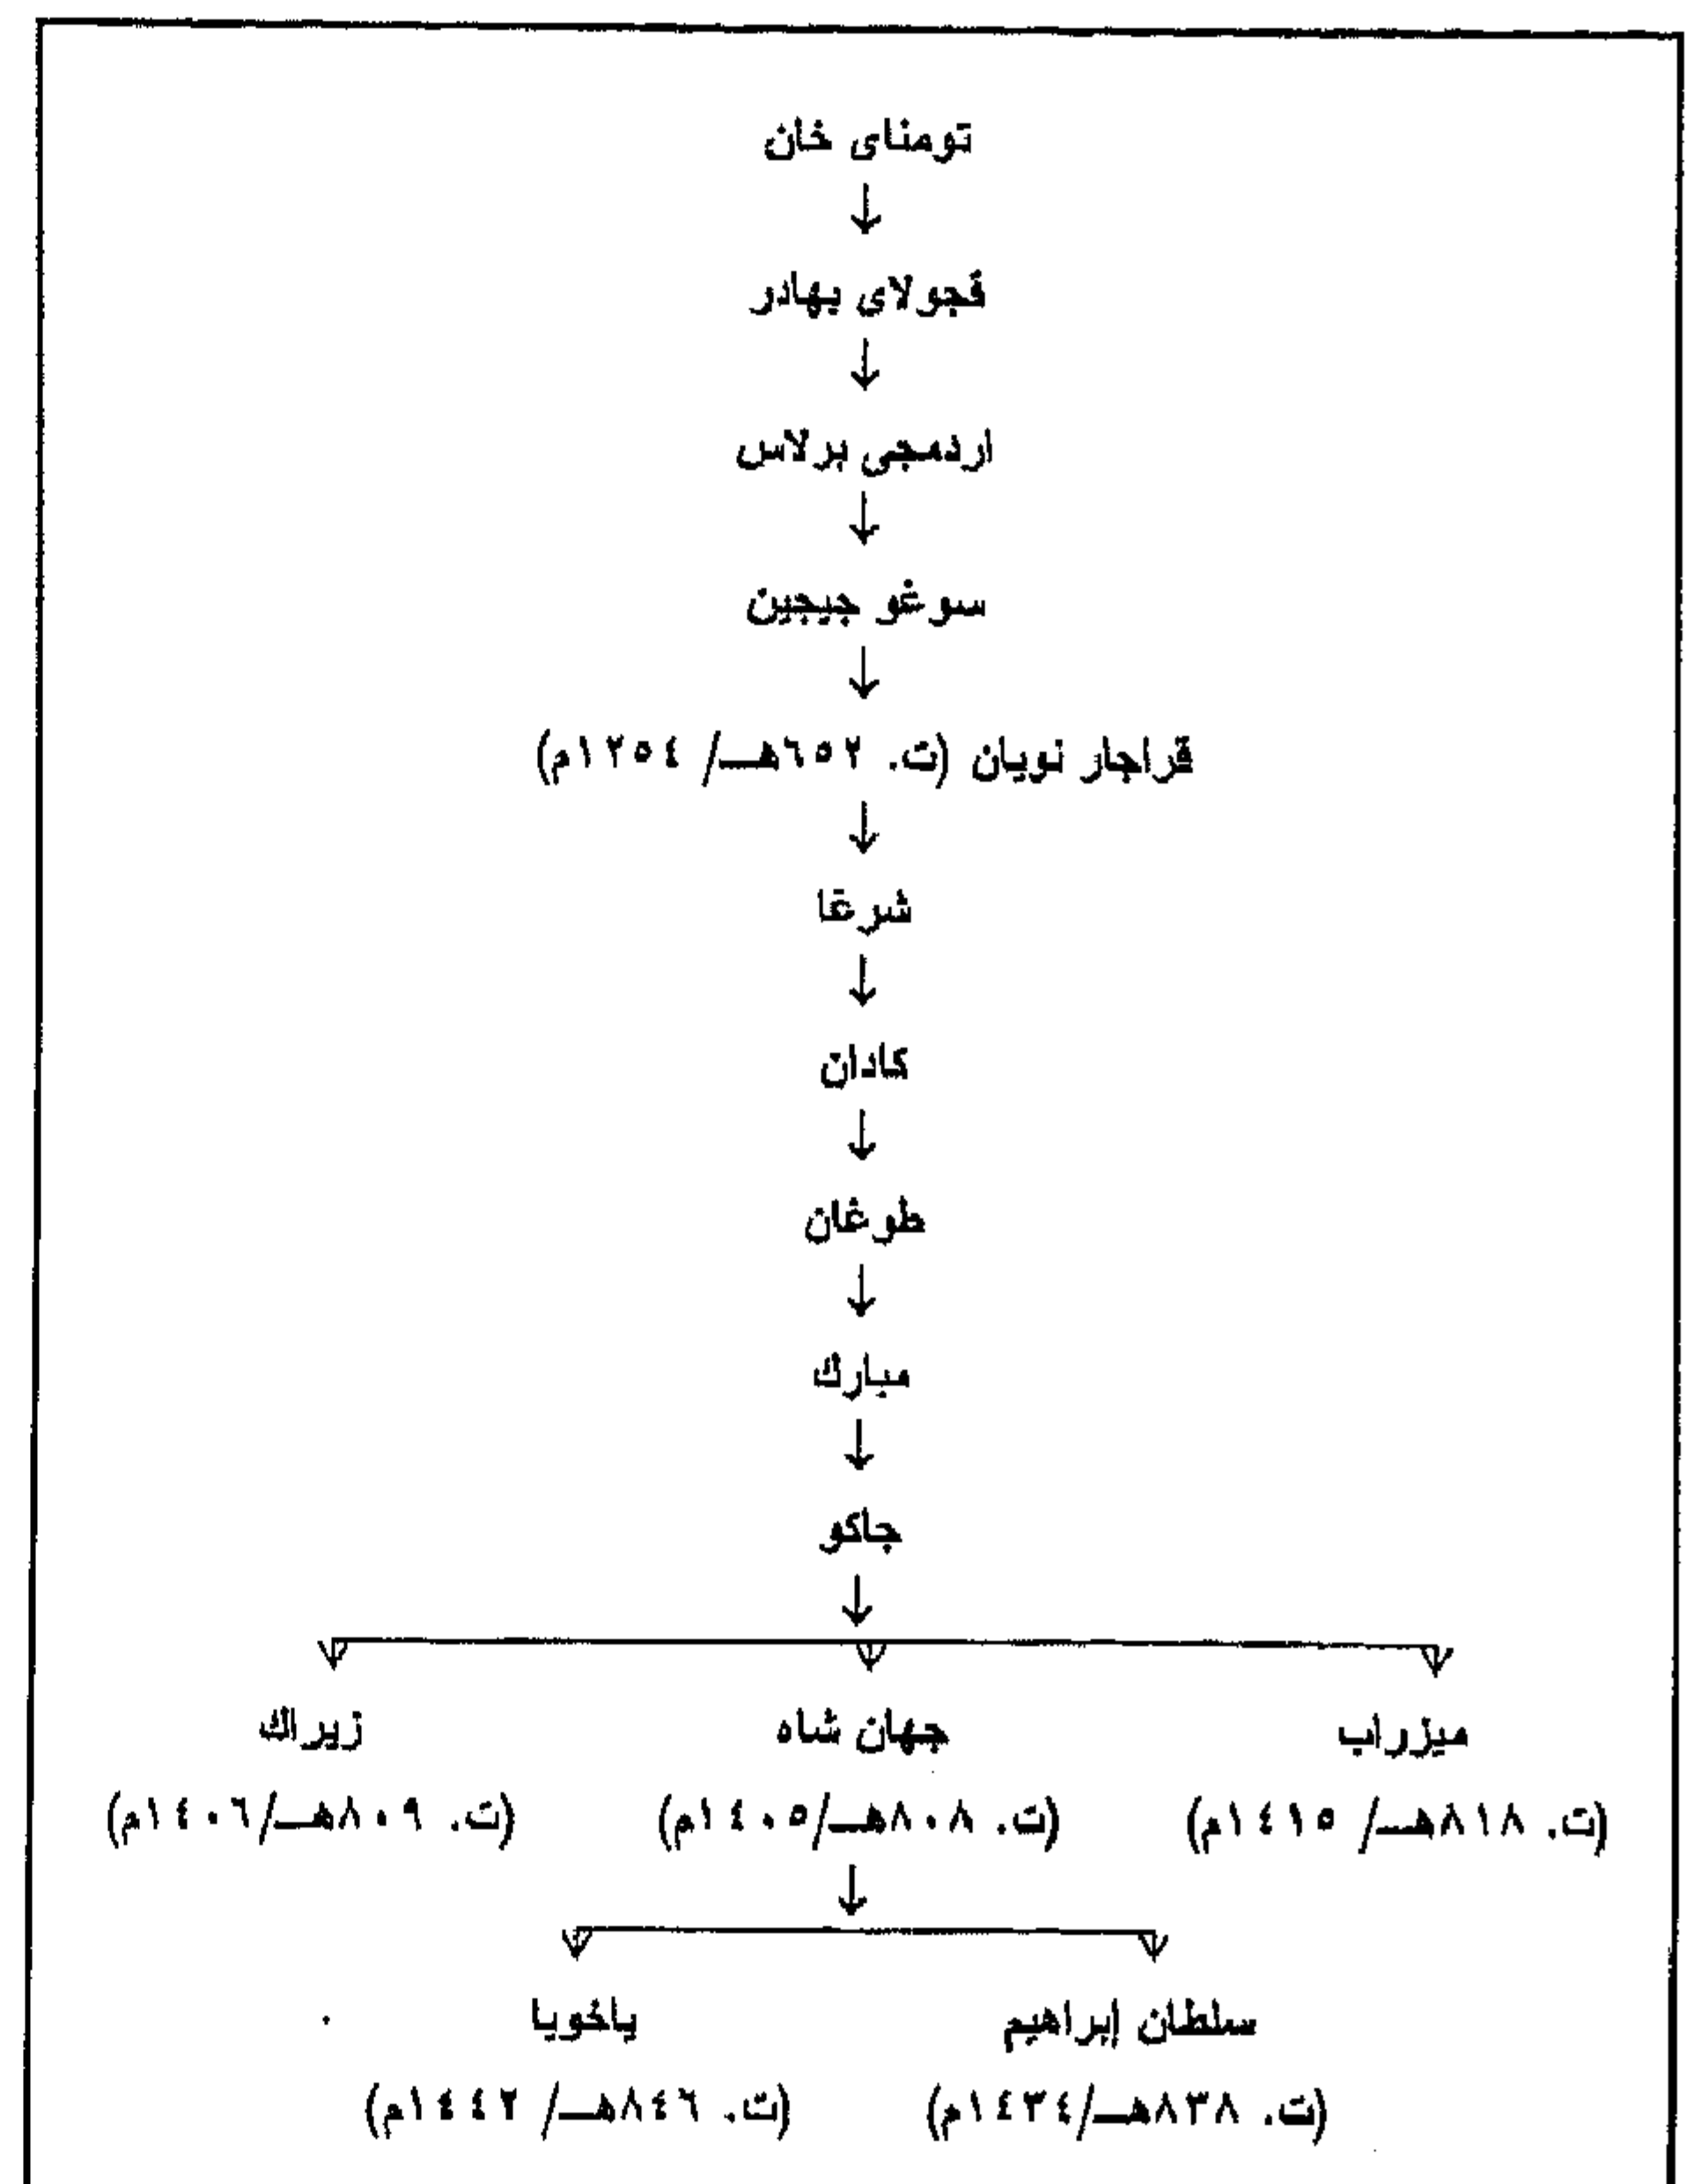 تومناى خان
↓
قجولاى بهادر
↓
اردمجى برلاس
↓
سوغو جيجين
↓
قراجار نويان (ت. ٦٥٢هـ/ ١٢٥٤م)
↓
شرغا
↓
كادان
↓
طوغان
↓
مبارك
↓
جاكو
↓
ميزراب جهان شاه زيراك
(ت. ٨١٨هـ/ ١٤١٥م) (ت. ٨٠٨هـ/١٤٠٥م) (ت. ٨٠٩هـ/١٤٠٦م)
↓
سلطان إبراهيم ياخويا
(ت. ٨٣٨هـ/١٤٣٤م) (ت. ٨٤٦هـ/ ١٤٤٢م)